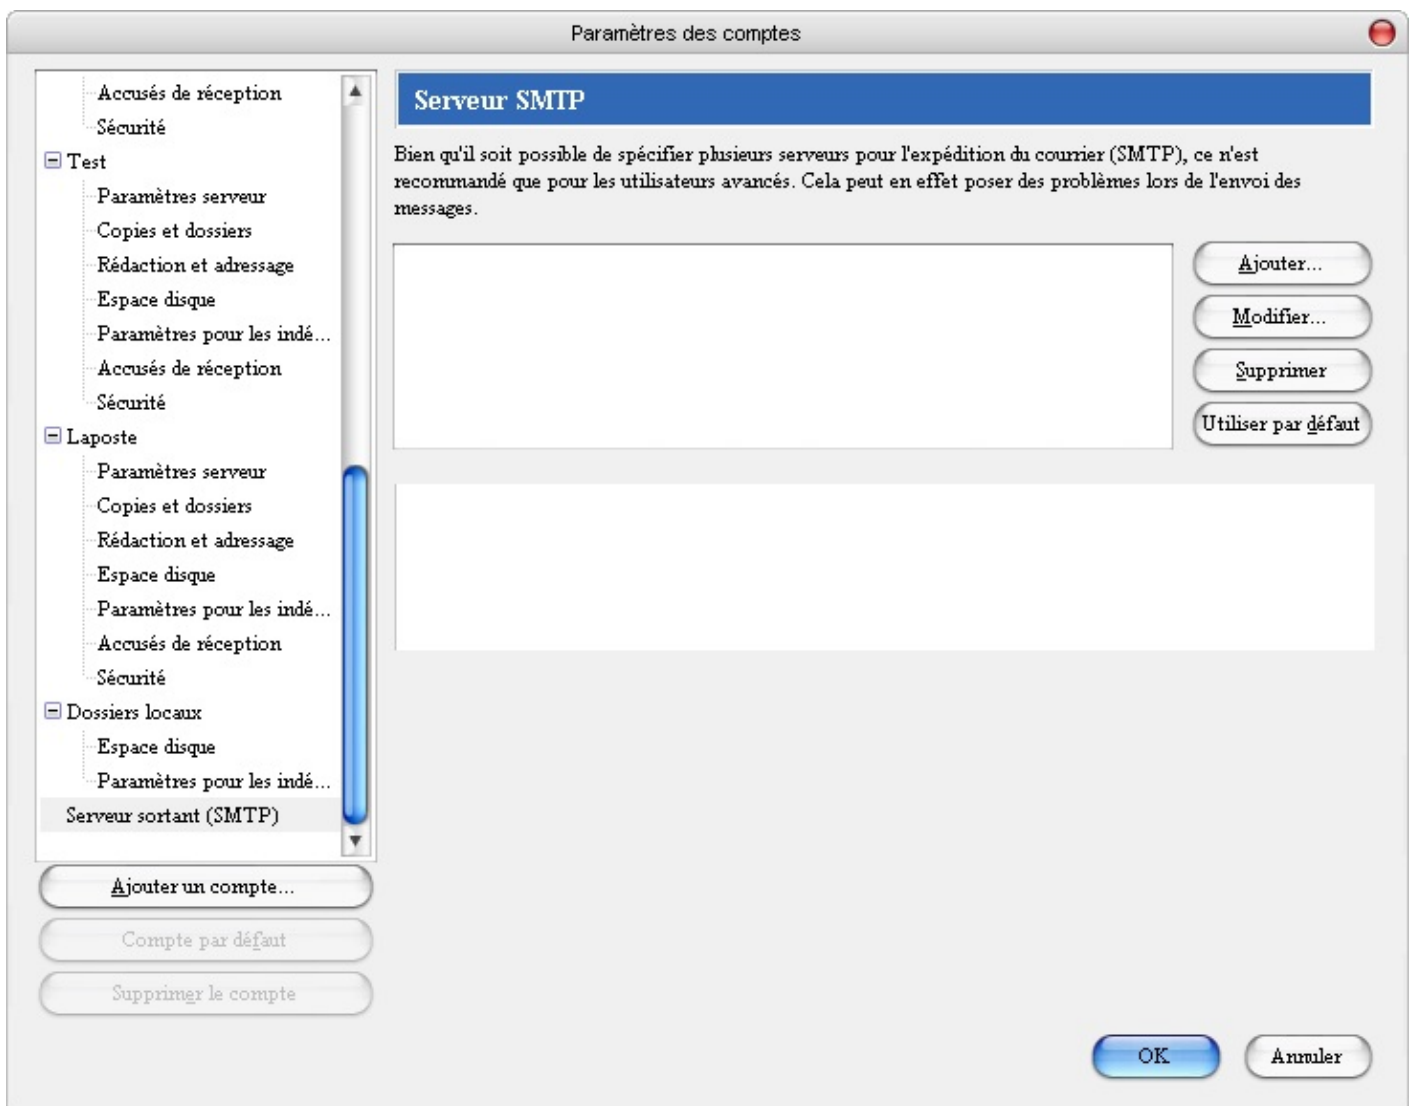 Paramètres des comptes
Accusés de réception
Sécurité
Test
Paramètres serveur
Copies et dossiers
Rédaction et adressage
Espace disque
Paramètres pour les indé...
Accusés de réception
Sécurité
Laposte
Paramètres serveur
Copies et dossiers
Rédaction et adressage
Espace disque
Paramètres pour les indé...
Accusés de réception
Sécurité
Dossiers locaux
Espace disque
Paramètres pour les indé...
Serveur sortant (SMTP)
Ajouter un compte...
Compte par défaut
Supprimer le compte
Serveur SMTP
Bien qu'il soit possible de spécifier plusieurs serveurs pour l'expédition du courrier (SMTP), ce n'est
recommandé que pour les utilisateurs avancés. Cela peut en effet poser des problèmes lors de l'envoi des
messages.
Ajouter...
Modifier...
Supprimer
Utiliser par défaut
OK
Annuler